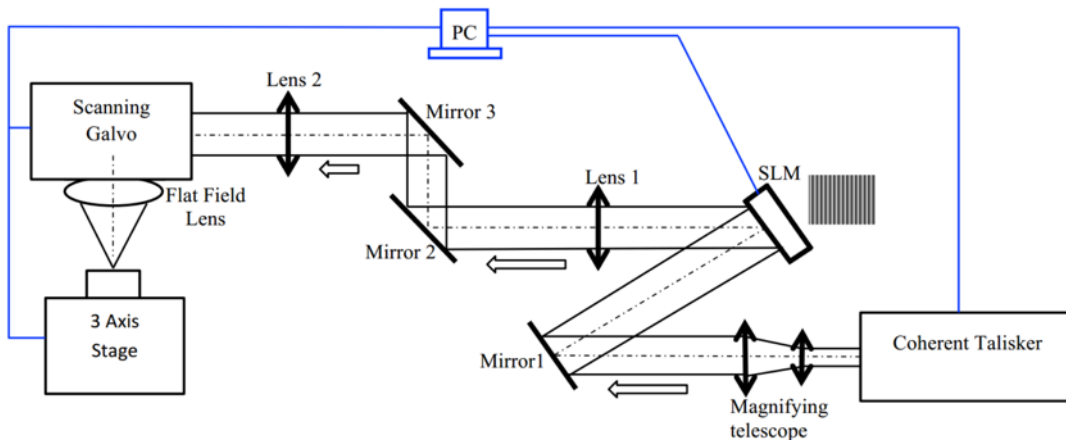 PC
Lens 2
Mirror 3
Scanning
Galvo
Lens 1
SLM
Flat Field
Lens
Mirror 2
3 Axis
Stage
Mirror1
Coherent Talisker
Magnifying
telescope